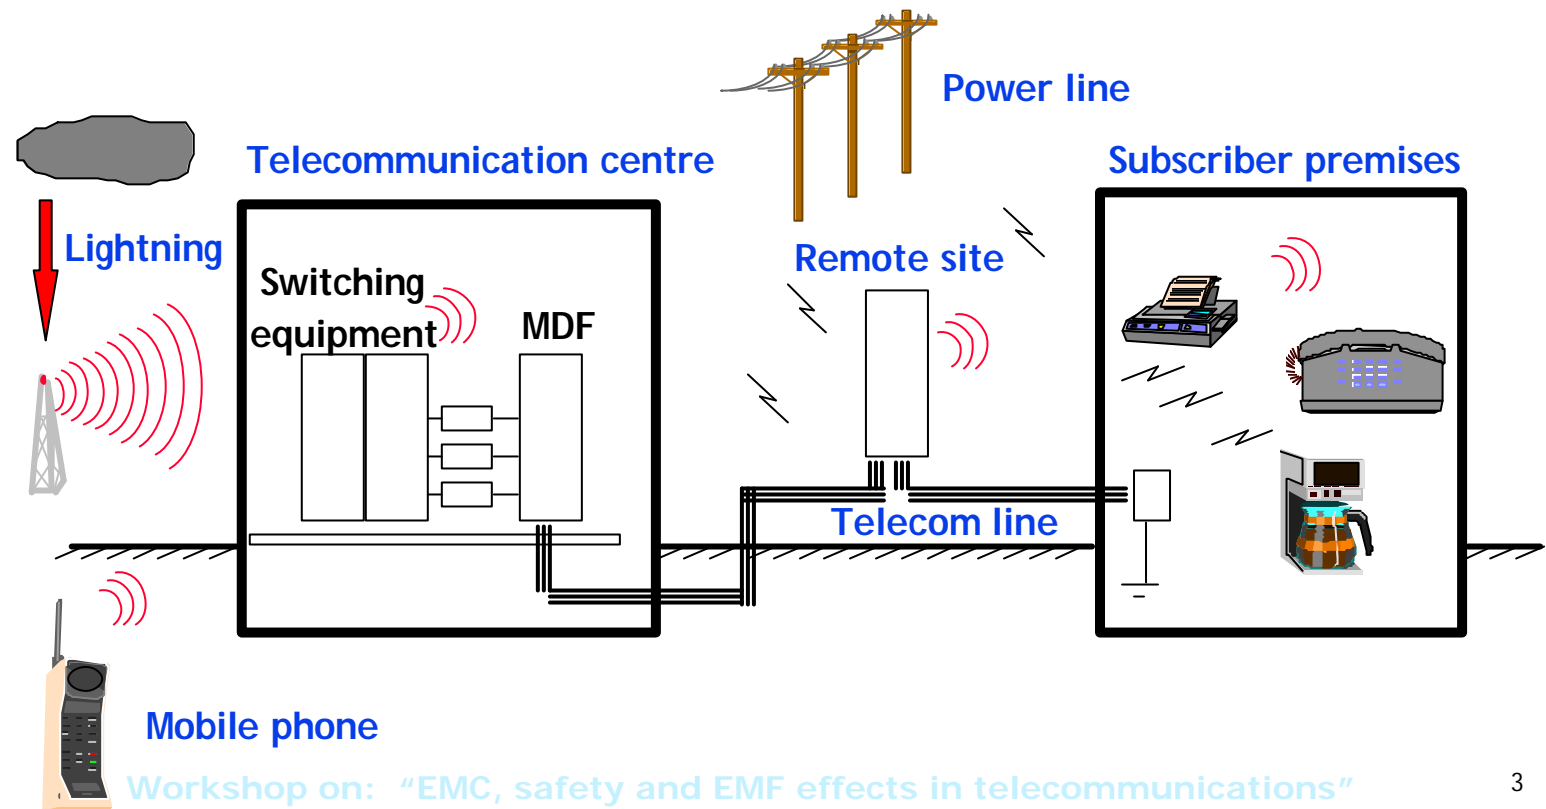 Power line
Telecommunication centre
Subscriber premises
Lightning
Remote site
Switching
equipment
MDF
Telecom line
Mobile phone
Workshop on: “EMC, safety and EMF effects in telecommunications”
3